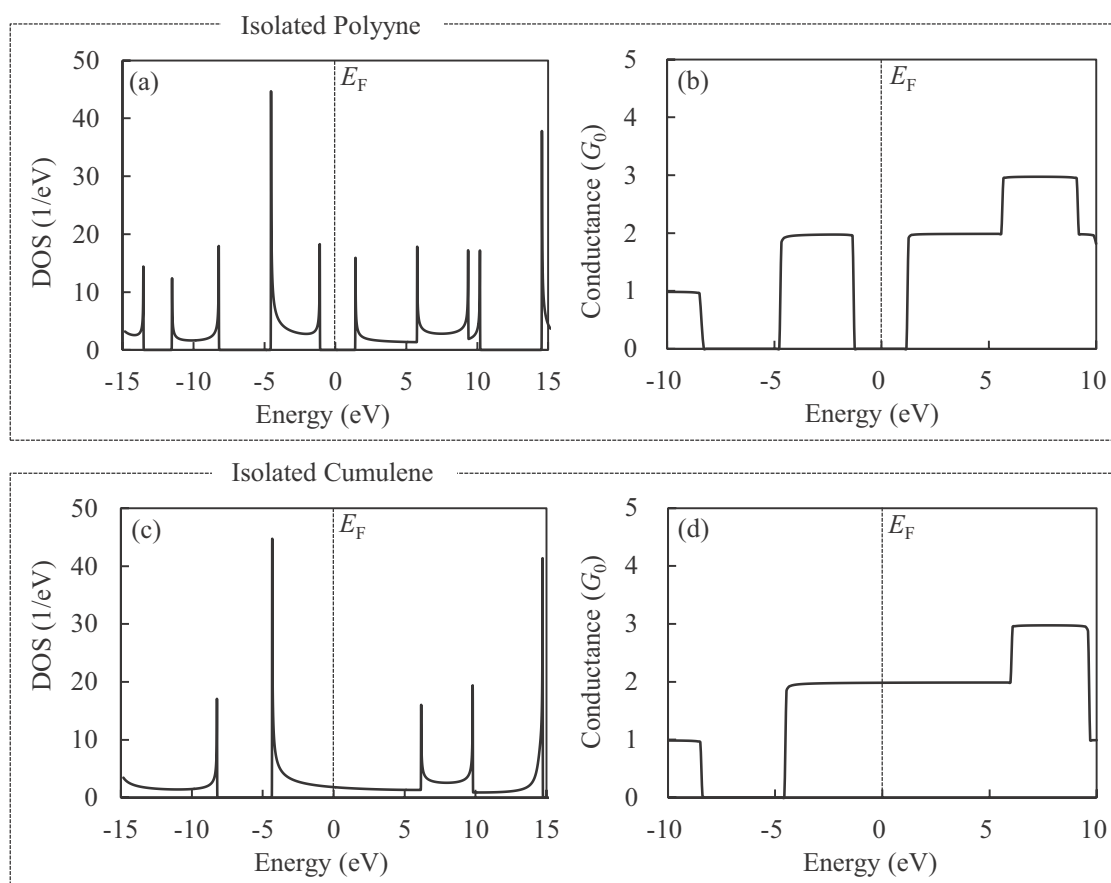 Isolated Polyyne
(a)
E_F
DOS (1/eV)
50
40
30
20
10
0
-15 -10 -5 0 5 10 15
Energy (eV)
(b)
E_F
Conductance (G_0)
5
4
3
2
1
0
-10 -5 0 5 10
Energy (eV)
Isolated Cumulene
(c)
E_F
DOS (1/eV)
50
40
30
20
10
0
-15 -10 -5 0 5 10 15
Energy (eV)
(d)
E_F
Conductance (G_0)
5
4
3
2
1
0
-10 -5 0 5 10
Energy (eV)